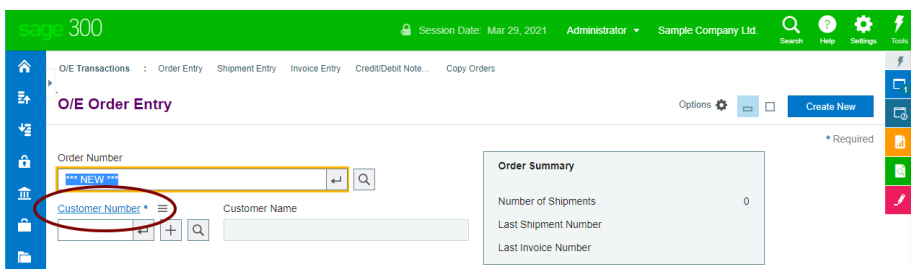 sage 300
Session Date: Mar 29, 2021 Administrator Sample Company Ltd. Search Help Settings Tools
O/E Transactions : Order Entry Shipment Entry Invoice Entry Credit/Debit Note... Copy Orders
O/E Order Entry
Options Create New
* Required
Order Number
*** NEW ***
Customer Number * Customer Name
Order Summary
Number of Shipments 0
Last Shipment Number
Last Invoice Number
1